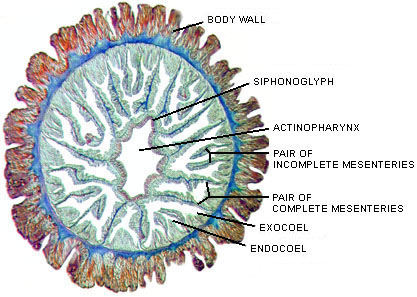 BODY WALL
SIPHONOGLYPH
ACTINOPHARYNX
PAIR OF
INCOMPLETE MESENTERIES
PAIR OF
COMPLETE MESENTERIES
EXOCOEL
ENDOCOEL